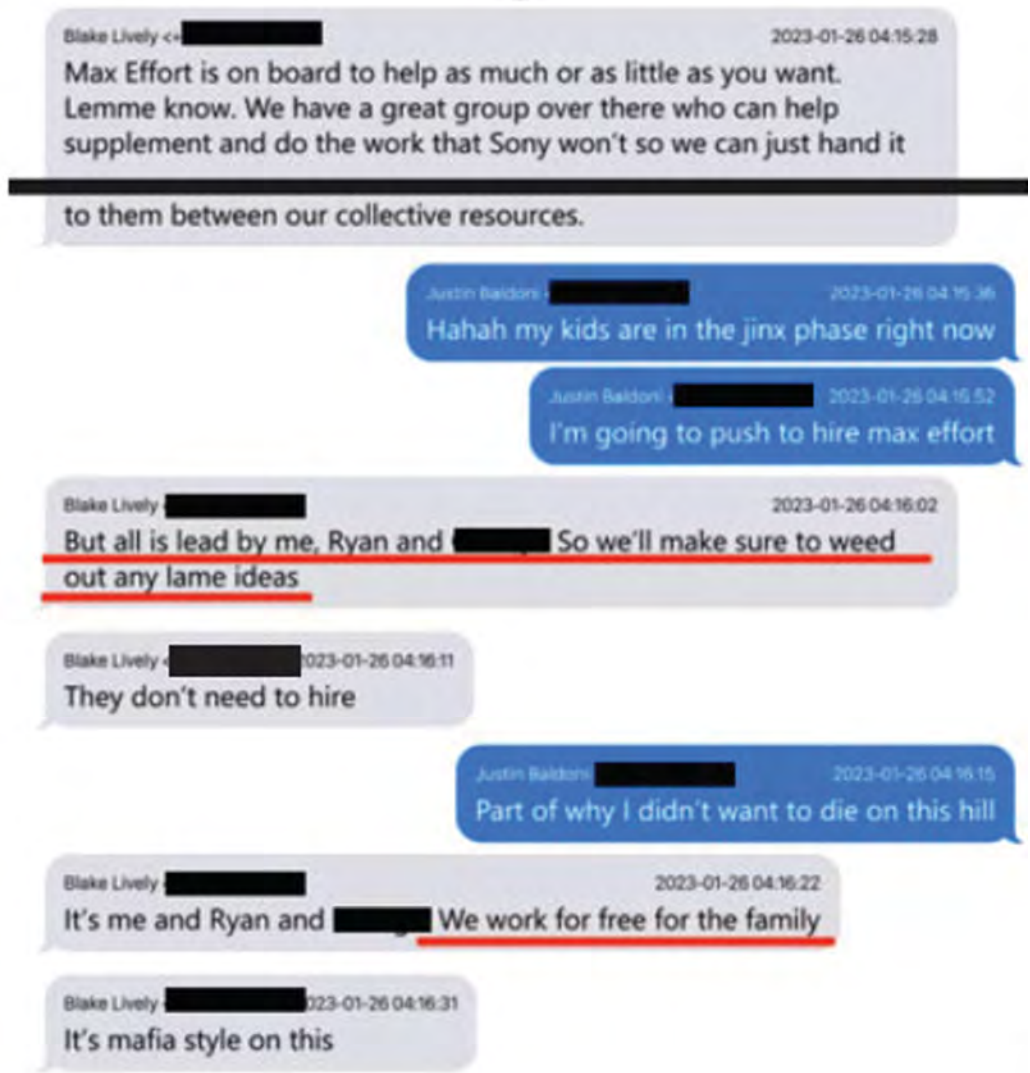 Blake Lively <
2023-01-26 04:15:28
Max Effort is on board to help as much or as little as you want.
Lemme know. We have a great group over there who can help
supplement and do the work that Sony won't so we can just hand it
to them between our collective resources.
Justin Baldoni
2023-01-26 04:15:36
Hahah my kids are in the jinx phase right now
Justin Baldoni
2023-01-26 04:15:52
I'm going to push to hire max effort
Blake Lively
2023-01-26 04:16:02
But all is lead by me, Ryan and So we'll make sure to weed
out any lame ideas
Blake Lively <
023-01-26 04:16:11
They don't need to hire
Justin Baldoni
2023-01-26 04:16:15
Part of why I didn't want to die on this hill
Blake Lively
2023-01-26 04:16:22
It's me and Ryan and We work for free for the family
Blake Lively
023-01-26 04:16:31
It's mafia style on this